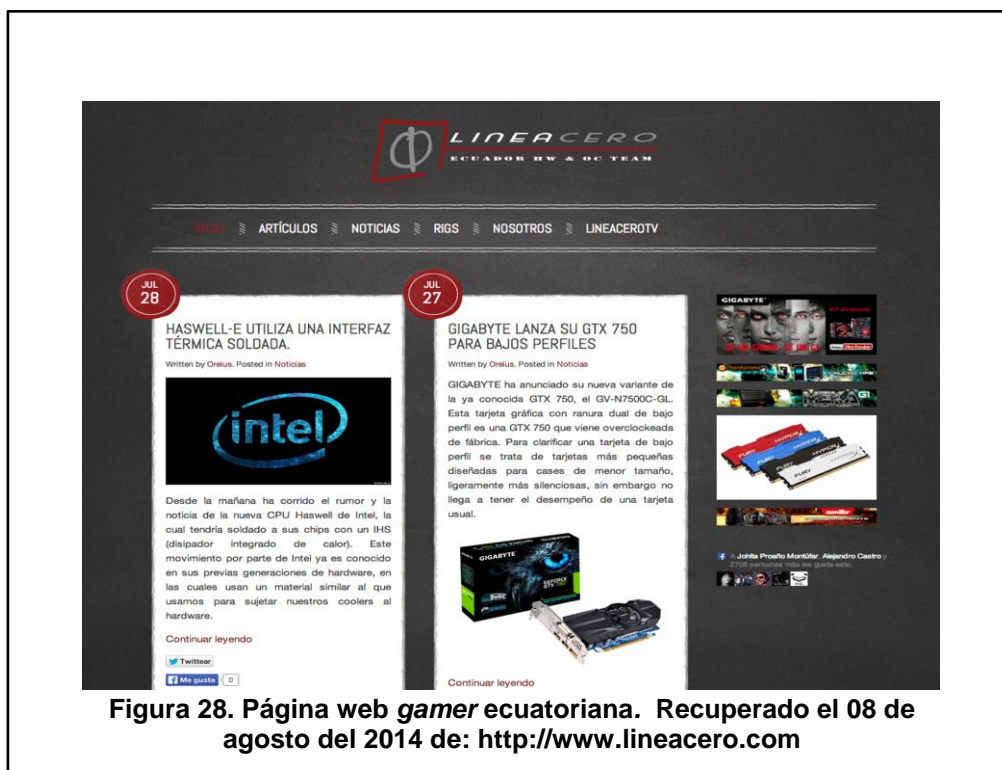 LINEACERO
ECUADOR HW & OC TEAM
INICIO
ARTÍCULOS
NOTICIAS
RIGS
NOSOTROS
LINEACEROTV
JUL
28
HASWELL-E UTILIZA UNA INTERFAZ
TÉRMICA SOLDADA.
Written by Orelus. Posted in Noticias
intel
Desde la mañana ha corrido el rumor y la
noticia de la nueva CPU Haswell de Intel, la
cual tendría soldado a sus chips con un IHS
(disipador integrado de calor). Este
movimiento por parte de Intel ya es conocido
en sus previas generaciones de hardware, en
las cuales usan un material similar al que
usamos para sujetar nuestros coolers al
hardware.
Continuar leyendo
Twittear
Me gusta 0
JUL
27
GIGABYTE LANZA SU GTX 750
PARA BAJOS PERFILES
Written by Orelus. Posted in Noticias
GIGABYTE ha anunciado su nueva variante de
la ya conocida GTX 750, el GV-N7500C-GL.
Esta tarjeta gráfica con ranura dual de bajo
perfil es una GTX 750 que viene overclockeada
de fábrica. Para clarificar una tarjeta de bajo
perfil se trata de tarjetas más pequeñas
diseñadas para cases de menor tamaño,
ligeramente más silenciosas, sin embargo no
llega a tener el desempeño de una tarjeta
usual.
GIGABYTE
GEFORCE
GTX 750
Continuar leyendo
GIGABYTE
FURY
HYPERX
A Johita Proaño Montúfar, Alejandro Castro y
2706 personas más les gusta esto.
Figura 28. Página web gamer ecuatoriana. Recuperado el 08 de
agosto del 2014 de: http://www.lineacero.com